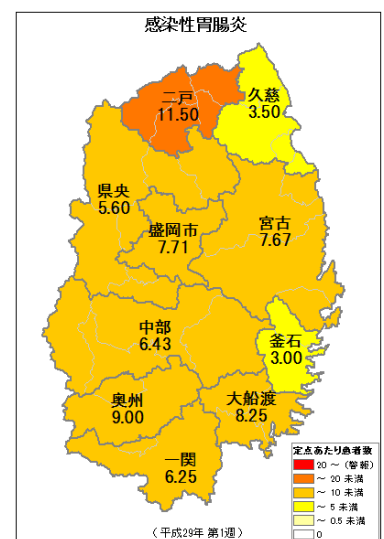 感染性胃腸炎
二戸
11.50
久慈
3.50
県央
5.60
盛岡市
7.71
宮古
7.67
中部
6.43
釜石
3.00
奥州
9.00
大船渡
8.25
一関
6.25
定点あたり患者数
20 ～ (警報)
～ 20 未満
～ 10 未満
～ 5 未満
～ 0.5 未満
0
（平成29年 第1週）